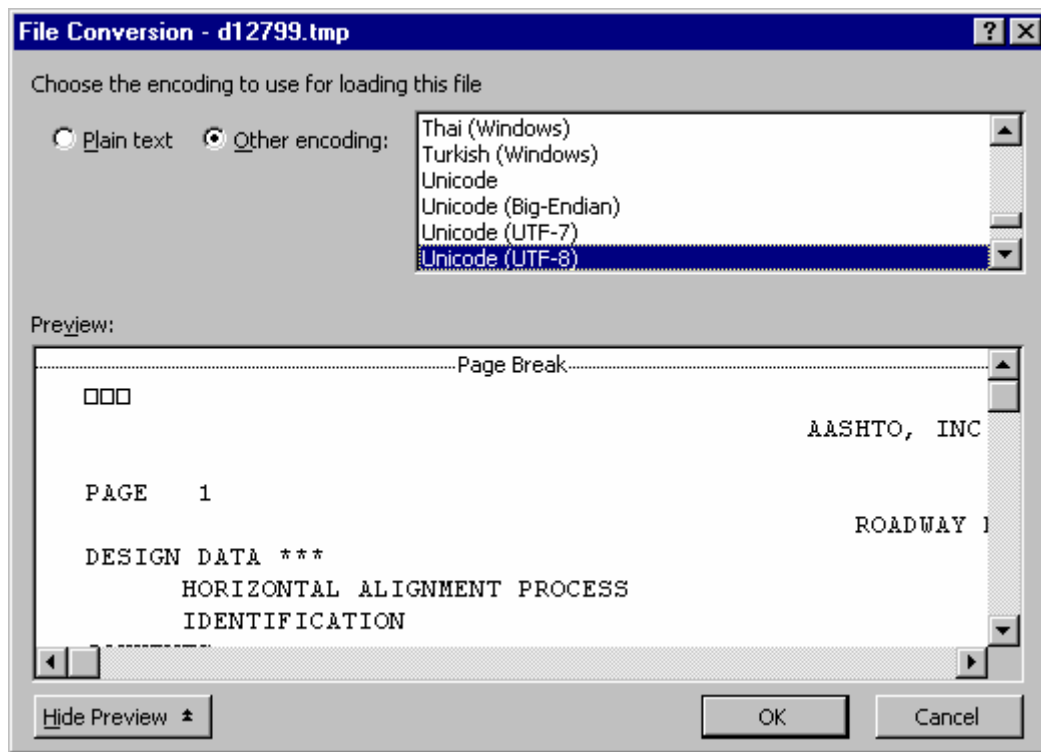 File Conversion - d12799.tmp
Choose the encoding to use for loading this file
Plain text Other encoding:
Thai (Windows)
Turkish (Windows)
Unicode
Unicode (Big-Endian)
Unicode (UTF-7)
Unicode (UTF-8)
Preview:
Page Break
□□□
AASHTO, INC
PAGE 1
ROADWAY
DESIGN DATA ***
HORIZONTAL ALIGNMENT PROCESS
IDENTIFICATION
Hide Preview OK Cancel